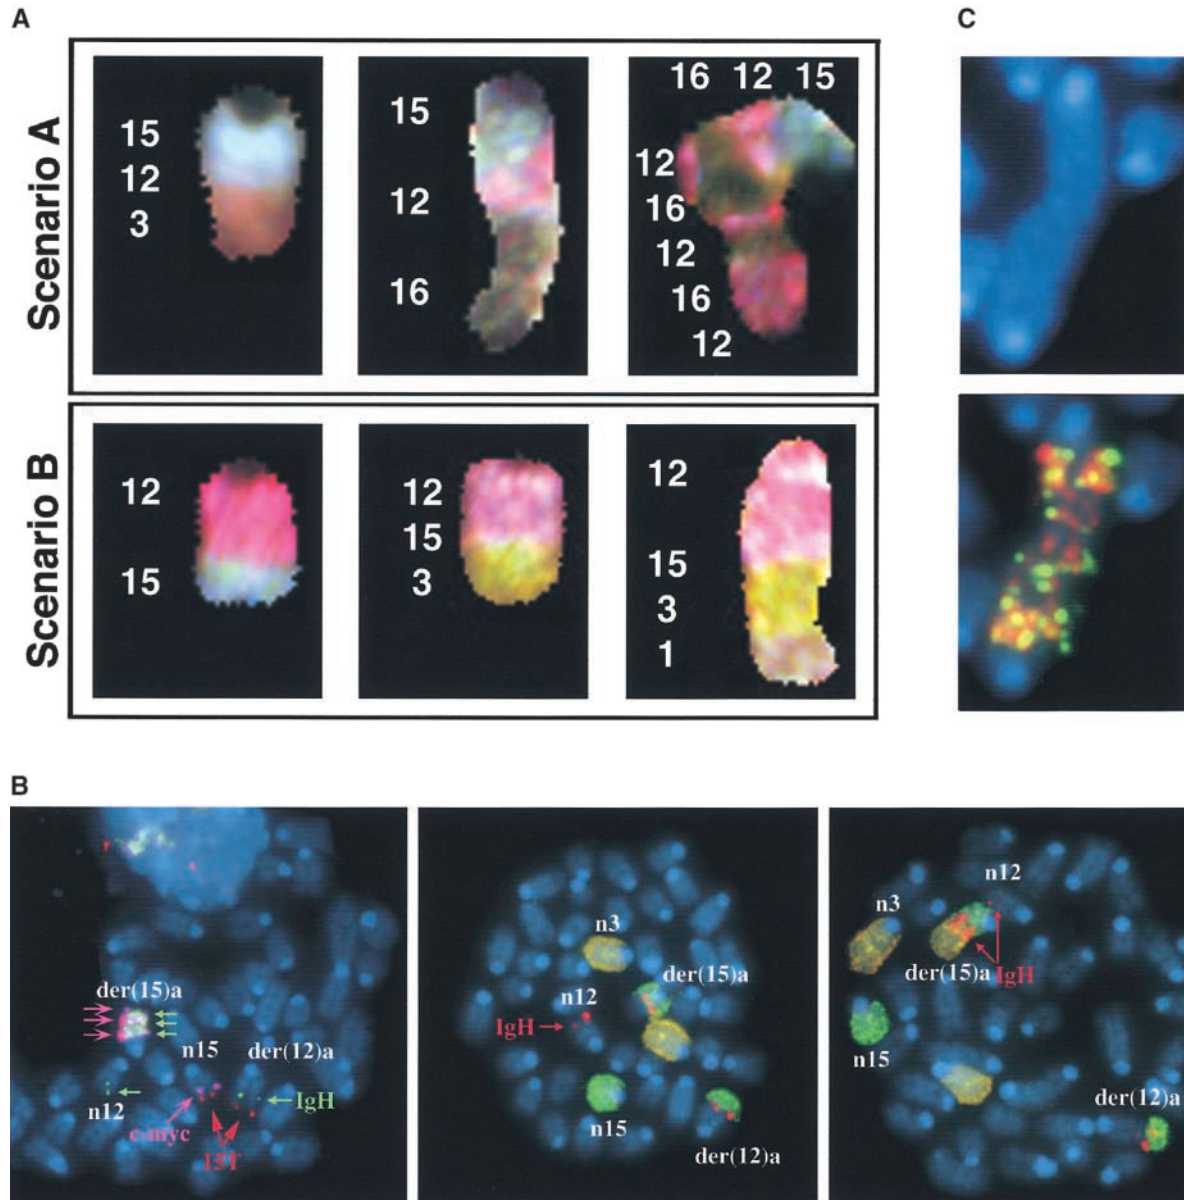 A
C
Scenario A
15
12
3
15
12
16
16 12 15
12
16
12
16
12
Scenario B
12
15
12
15
3
12
15
3
1
B
der(15)a
n15
der(12)a
n12
IgH
c-myc
15T
n3
der(15)a
n12
IgH
n15
der(12)a
n12
n3
der(15)a
IgH
n15
der(12)a